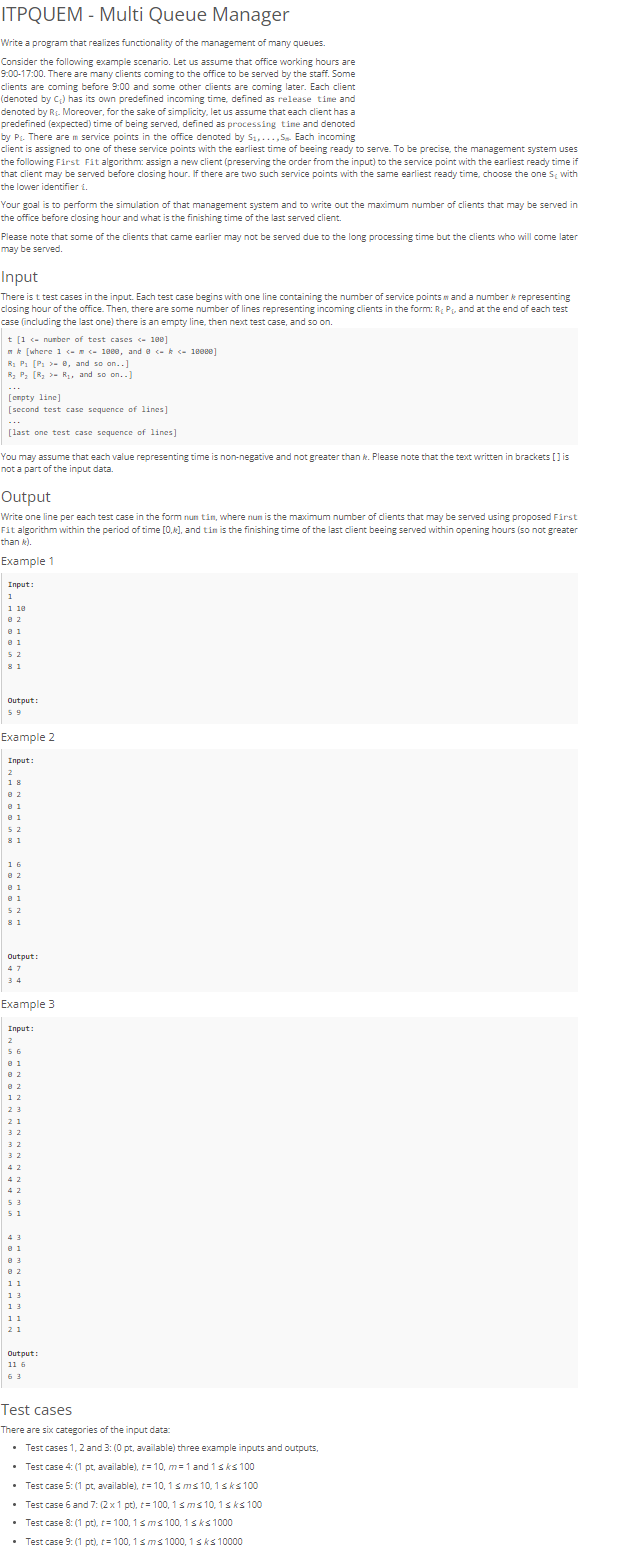 ITPQUEM - Multi Queue Manager
Write a program that realizes functionality of the management of many queues.
Consider the following example scenario. Let us assume that office working hours are
9:00-17:00. There are many clients coming to the office to be served by the staff. Some
clients are coming before 9:00 and some other clients are coming later. Each client
(denoted by Cᵢ) has its own predefined incoming time, defined as release time and
denoted by Rᵢ. Moreover, for the sake of simplicity, let us assume that each client has a
predefined (expected) time of being served, defined as processing time and denoted
by Pᵢ. There are m service points in the office denoted by S₁,...,Sₘ. Each incoming
client is assigned to one of these service points with the earliest time of beeing ready to serve. To be precise, the management system uses
the following First Fit algorithm: assign a new client (preserving the order from the input) to the service point with the earliest ready time if
that client may be served before closing hour. If there are two such service points with the same earliest ready time, choose the one Sᵢ with
the lower identifier i.
Your goal is to perform the simulation of that management system and to write out the maximum number of clients that may be served in
the office before closing hour and what is the finishing time of the last served client.
Please note that some of the clients that came earlier may not be served due to the long processing time but the clients who will come later
may be served.
Input
There is t test cases in the input. Each test case begins with one line containing the number of service points m and a number k representing
closing hour of the office. Then, there are some number of lines representing incoming clients in the form: Rᵢ Pᵢ, and at the end of each test
case (including the last one) there is an empty line, then next test case, and so on.
t [1 <= number of test cases <= 100]
m k [where 1 <= m <= 1000, and 0 <= k <= 10000]
R₁ P₁ [P₁ >= 0, and so on..]
R₂ P₂ [R₂ >= R₁, and so on..]
...
[empty line]
[second test case sequence of lines]
...
[last one test case sequence of lines]
You may assume that each value representing time is non-negative and not greater than k. Please note that the text written in brackets [] is
not a part of the input data.
Output
Write one line per each test case in the form num tim, where num is the maximum number of clients that may be served using proposed First
Fit algorithm within the period of time [0,k], and tim is the finishing time of the last client beeing served within opening hours (so not greater
than k).
Example 1
Input:
1
1 10
0 2
0 1
0 1
5 2
8 1
Output:
5 9
Example 2
Input:
2
1 8
0 2
0 1
0 1
5 2
8 1
1 6
0 2
0 1
0 1
5 2
8 1
Output:
4 7
3 4
Example 3
Input:
2
5 6
0 1
0 2
0 2
1 2
2 3
2 1
3 2
3 2
3 2
4 2
4 2
4 2
5 3
5 1
4 3
0 1
0 3
0 2
1 1
1 3
1 3
1 1
2 1
Output:
11 6
6 3
Test cases
There are six categories of the input data:
• Test cases 1, 2 and 3: (0 pt, available) three example inputs and outputs,
• Test case 4: (1 pt, available), t = 10, m = 1 and 1 ≤ k ≤ 100
• Test case 5: (1 pt, available), t = 10, 1 ≤ m ≤ 10, 1 ≤ k ≤ 100
• Test case 6 and 7: (2 x 1 pt), t = 100, 1 ≤ m ≤ 10, 1 ≤ k ≤ 100
• Test case 8: (1 pt), t = 100, 1 ≤ m ≤ 100, 1 ≤ k ≤ 1000
• Test case 9: (1 pt), t = 100, 1 ≤ m ≤ 1000, 1 ≤ k ≤ 10000